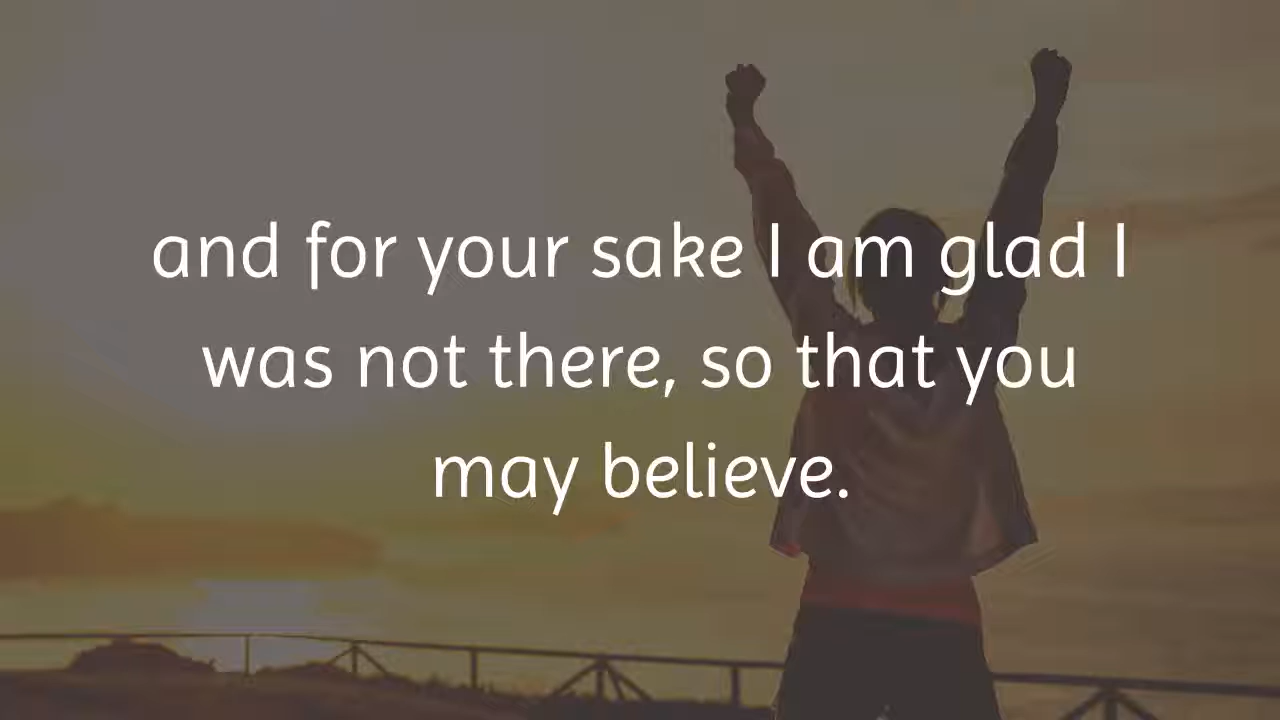 and for your sake I am glad I
was not there, so that you
may believe.